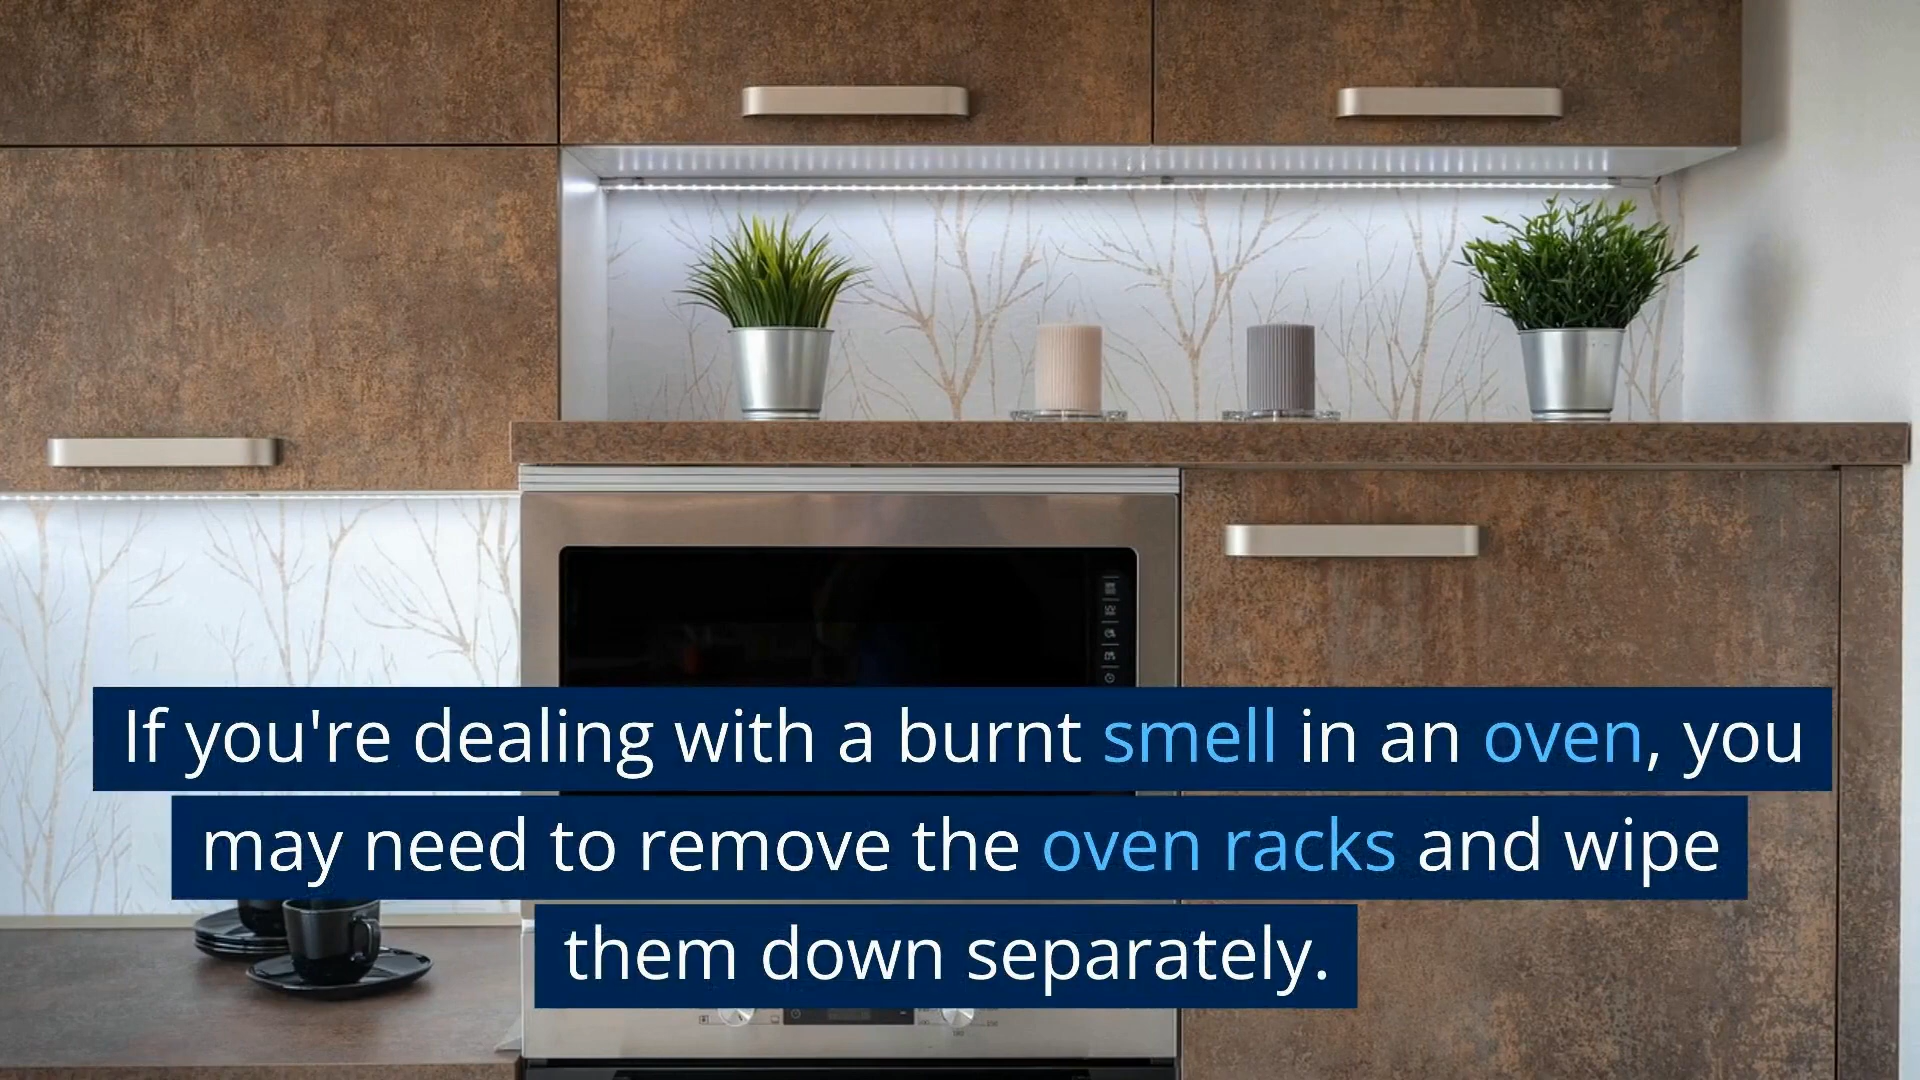 If you're dealing with a burnt smell in an oven, you
may need to remove the oven racks and wipe
them down separately.